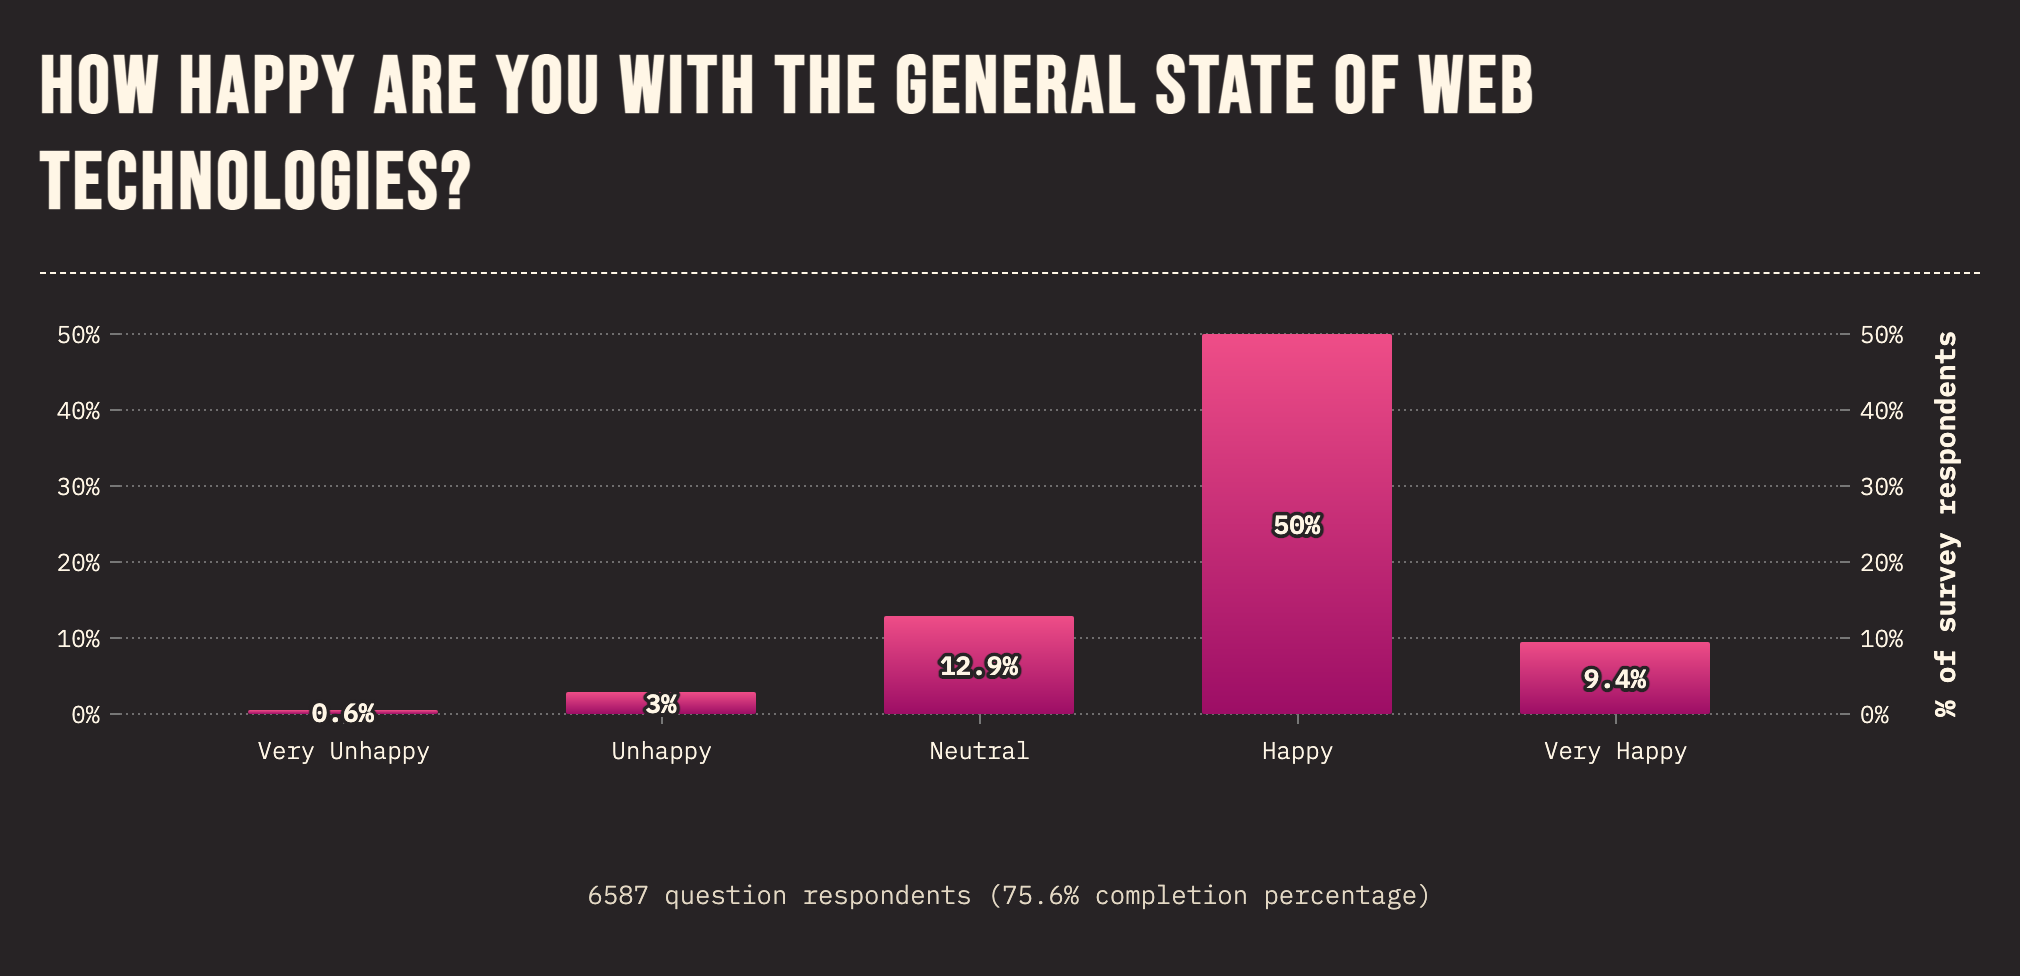 HOW HAPPY ARE YOU WITH THE GENERAL STATE OF WEB
TECHNOLOGIES?
50% 50%
40% 40%
30% 30%
20% 20%
10% 10%
0% 0%
% of survey respondents
0.6% 3% 12.9% 50% 9.4%
Very Unhappy Unhappy Neutral Happy Very Happy
6587 question respondents (75.6% completion percentage)